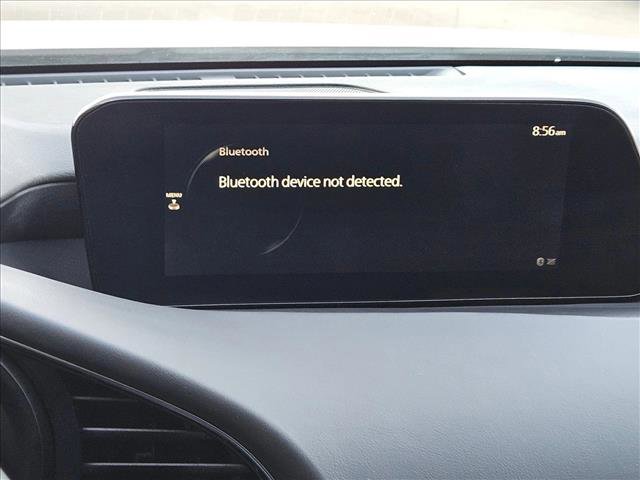 8:56am
Bluetooth
Bluetooth device not detected.
MENU